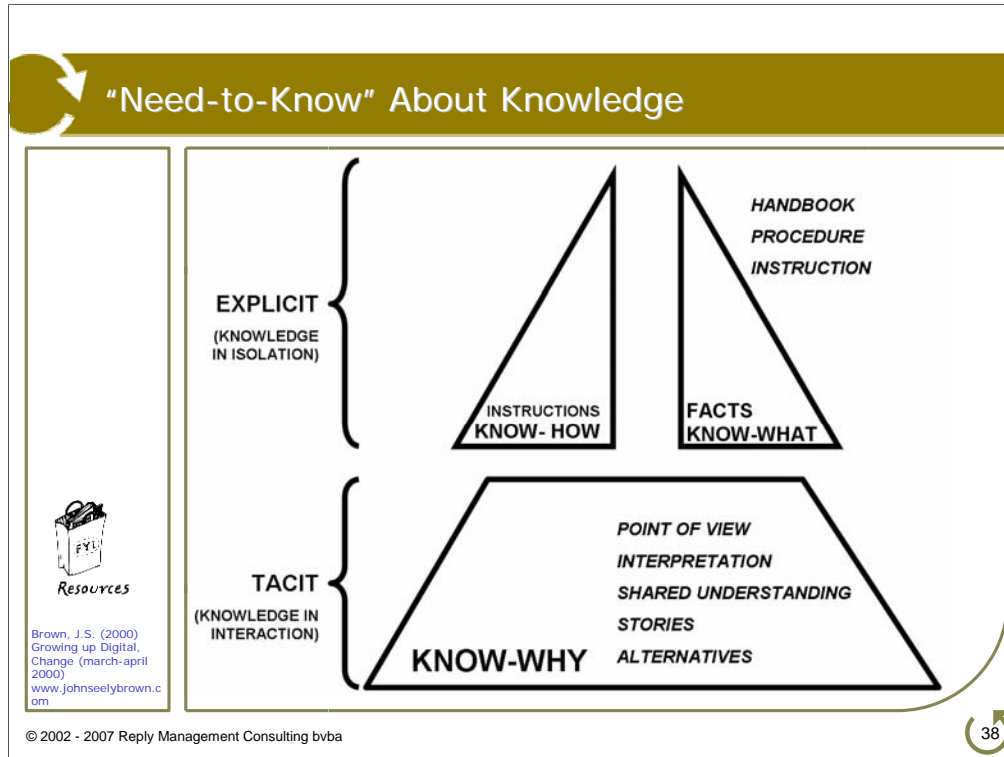 “Need-to-Know” About Knowledge
EXPLICIT
(KNOWLEDGE
IN ISOLATION)
INSTRUCTIONS
KNOW- HOW
FACTS
KNOW-WHAT
HANDBOOK
PROCEDURE
INSTRUCTION
TACIT
(KNOWLEDGE IN
INTERACTION)
KNOW-WHY
POINT OF VIEW
INTERPRETATION
SHARED UNDERSTANDING
STORIES
ALTERNATIVES
FYI
Resources
Brown, J.S. (2000)
Growing up Digital,
Change (march-april
2000)
www.johnseelybrown.c
om
© 2002 - 2007 Reply Management Consulting bvba
38